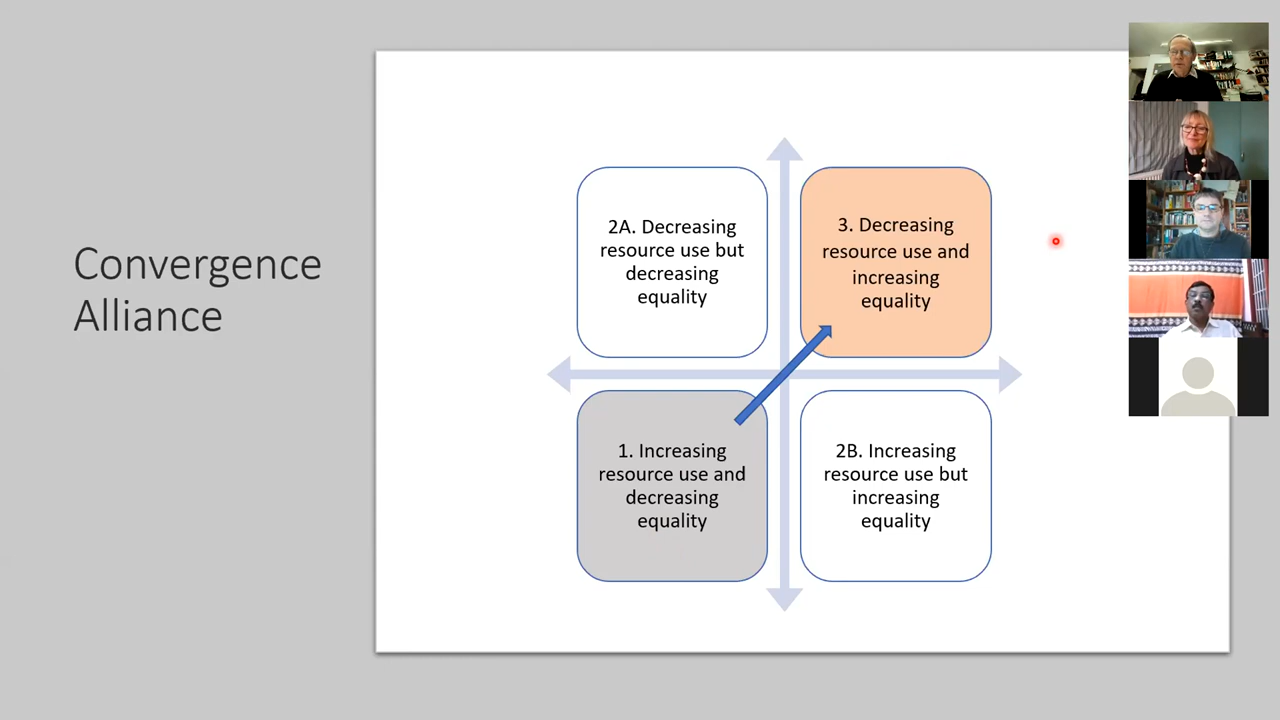 Convergence
Alliance
2A. Decreasing
resource use but
decreasing
equality
3. Decreasing
resource use and
increasing
equality
1. Increasing
resource use and
decreasing
equality
2B. Increasing
resource use but
increasing
equality